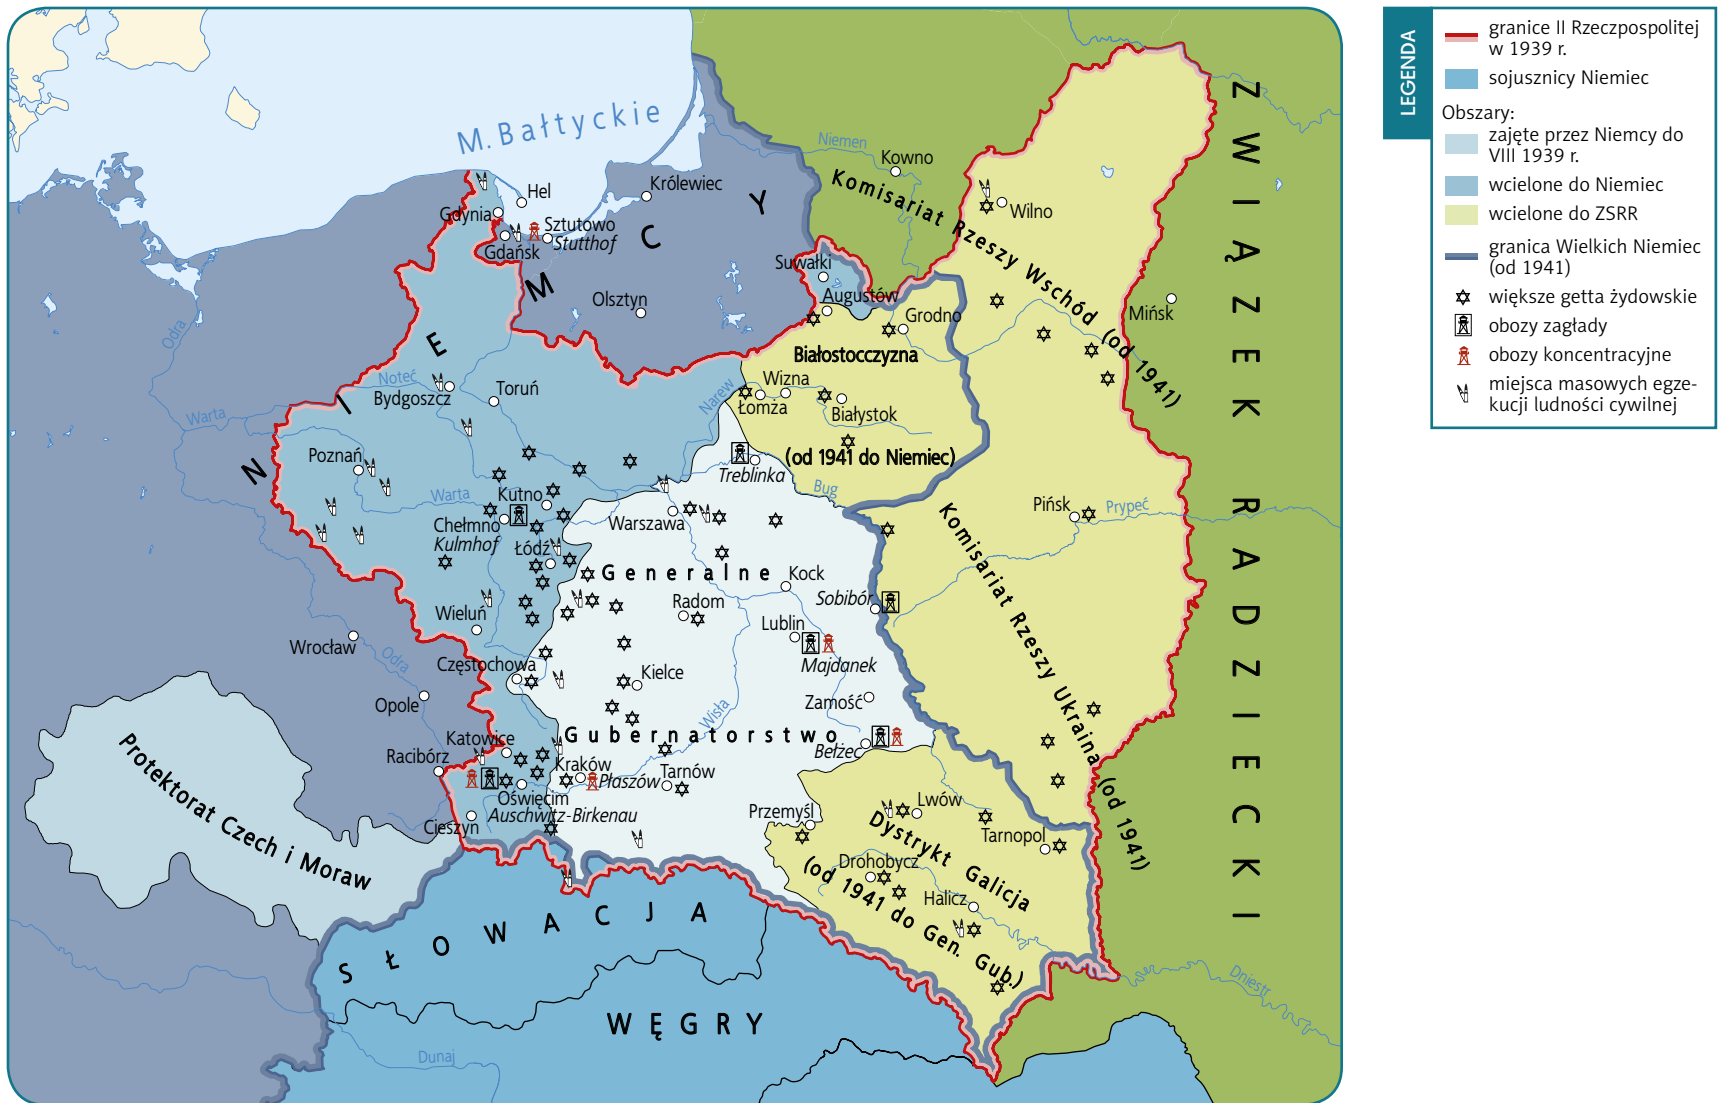 M. Bałtyckie
Niemen
Kowno
Komisariat Rzeszy Wschód (od 1941)
Hel
Królewiec
Gdynia
Sztutowo
Stutthof
Gdańsk
Wilno
NIEMCY
Suwałki
Augustów
Olsztyn
Grodno
Mińsk
Odra
Białostocczyzna
Noteć
Bydgoszcz
Toruń
Narew
Wizna
Łomża
Białystok
Warta
(od 1941 do Niemiec)
Poznań
Treblinka
Bug
Warta
Kutno
Warszawa
Pińsk
Prypeć
Chełmno
Kulmhof
Łódź
Generalne
Kock
Sobibór
Komisariat Rzeszy Ukraina (od 1941)
Radom
Wieluń
Lublin
Wrocław
Odra
Majdanek
Częstochowa
Kielce
Opole
Zamość
Wisła
Gubernatorstwo
Katowice
Bełżec
Racibórz
Kraków
Płaszów
Tarnów
Oświęcim
Auschwitz-Birkenau
Cieszyn
Protektorat Czech i Moraw
Przemyśl
Lwów
Dystrykt Galicja
Tarnopol
Drohobycz
(od 1941 do Gen. Gub.)
Halicz
SŁOWACJA
Dniestr
WĘGRY
Dunaj
ZWIĄZEK RADZIECKI
LEGENDA
granice II Rzeczpospolitej
w 1939 r.
sojusznicy Niemiec
Obszary:
zajęte przez Niemcy do
VIII 1939 r.
wcielone do Niemiec
wcielone do ZSRR
granica Wielkich Niemiec
(od 1941)
większe getta żydowskie
obozy zagłady
obozy koncentracyjne
miejsca masowych egze-
kucji ludności cywilnej